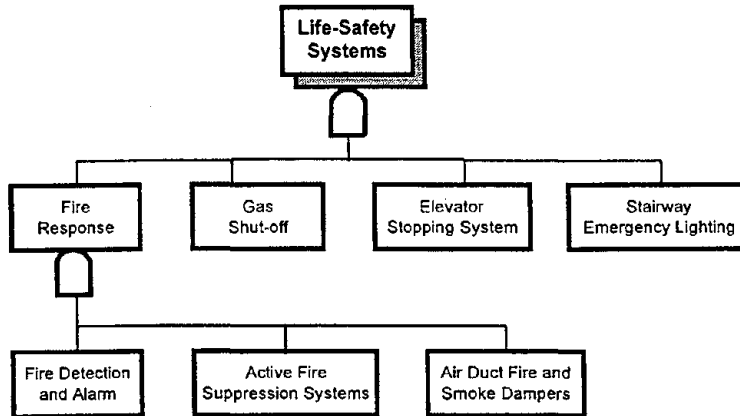 Life-Safety
Systems
Fire
Response
Gas
Shut-off
Elevator
Stopping System
Stairway
Emergency Lighting
Fire Detection
and Alarm
Active Fire
Suppression Systems
Air Duct Fire and
Smoke Dampers